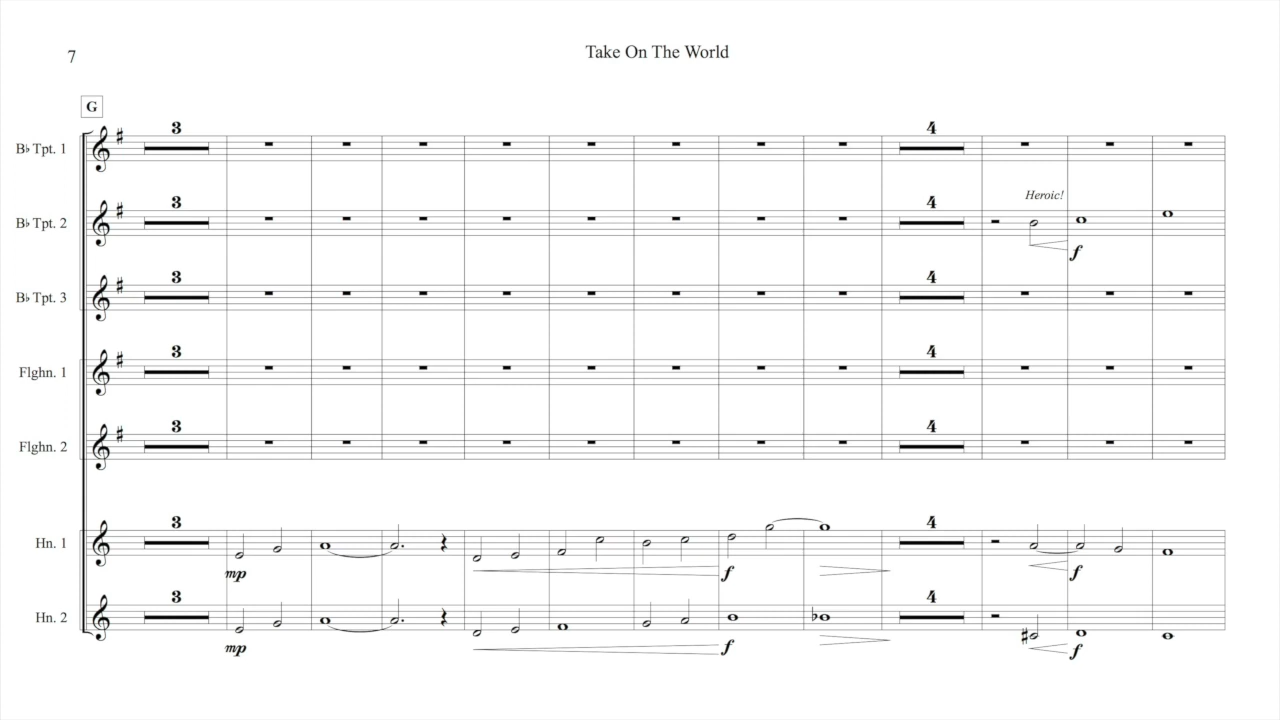 7
Take On The World
G
B♭ Tpt. 1
3
4
B♭ Tpt. 2
3
4
Heroic!
f
B♭ Tpt. 3
3
4
Flghn. 1
3
4
Flghn. 2
3
4
Hn. 1
3
4
mp
f
f
Hn. 2
3
4
mp
f
f